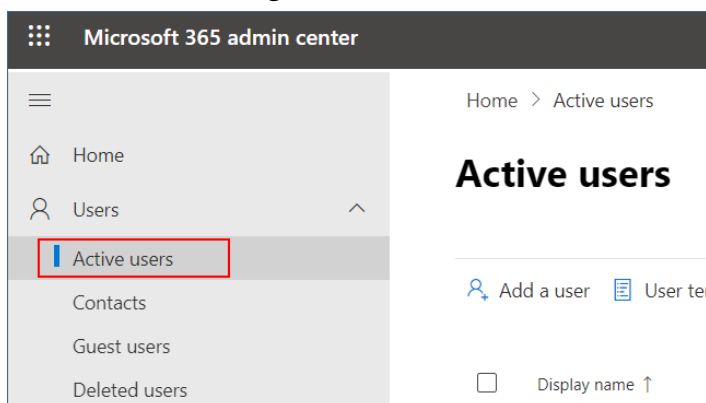 Microsoft 365 admin center
Home > Active users
Home
Active users
Users
Active users
Add a user User
Contacts
Guest users
Deleted users
Display name ↑